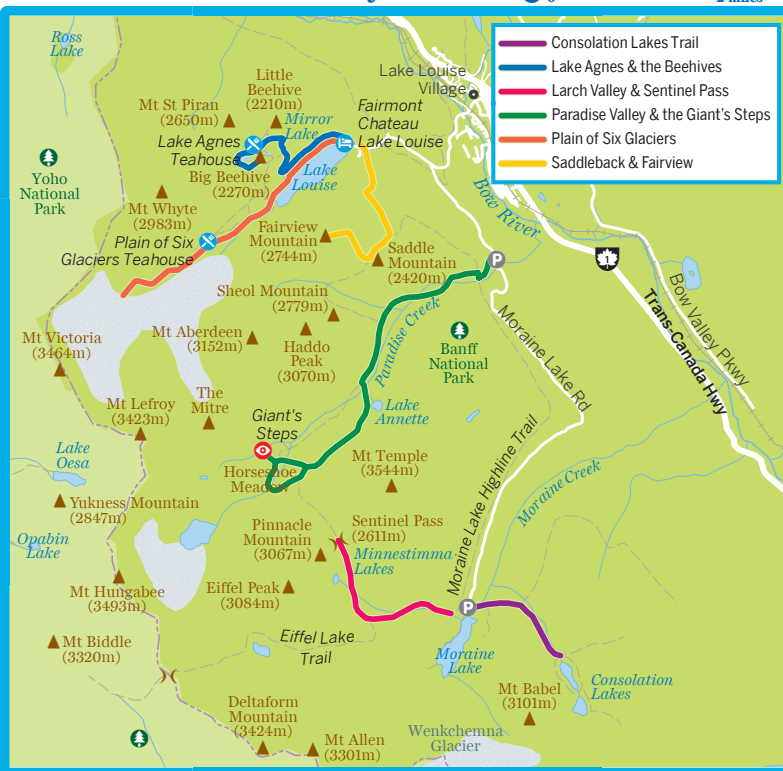 Ross
Lake
Lake Louise
Village
Consolation Lakes Trail
Lake Agnes & the Beehives
Larch Valley & Sentinel Pass
Paradise Valley & the Giant's Steps
Plain of Six Glaciers
Saddleback & Fairview
Little
Beehive
(2210m)
Mt St Piran
(2650m)
Mirror
Lake
Fairmont
Chateau
Lake Louise
Lake Agnes
Teahouse
Big Beehive
(2270m)
Lake
Louise
Yoho
National
Park
Mt Whyte
(2983m)
Bow River
Plain of Six
Glaciers Teahouse
Fairview
Mountain
(2744m)
Saddle
Mountain
(2420m)
P
1
Bow Valley Pkwy
Trans-Canada Hwy
Sheol Mountain
(2779m)
Paradise Creek
Mt Victoria
(3464m)
Mt Aberdeen
(3152m)
Haddo
Peak
(3070m)
Banff
National
Park
Moraine Lake Rd
Mt Lefroy
(3423m)
The
Mitre
Giant's
Steps
Lake
Annette
Lake
Oesa
Horseshoe
Meadow
Mt Temple
(3544m)
Moraine Lake Highline Trail
Moraine Creek
Yukness Mountain
(2847m)
Opabin
Lake
Pinnacle
Mountain
(3067m)
Sentinel Pass
(2611m)
Minnestimma
Lakes
Mt Hungabee
(3493m)
Eiffel Peak
(3084m)
P
Mt Biddle
(3320m)
Eiffel Lake
Trail
Moraine
Lake
Consolation
Lakes
Mt Babel
(3101m)
Deltaform
Mountain
(3424m)
Mt Allen
(3301m)
Wenkchemna
Glacier